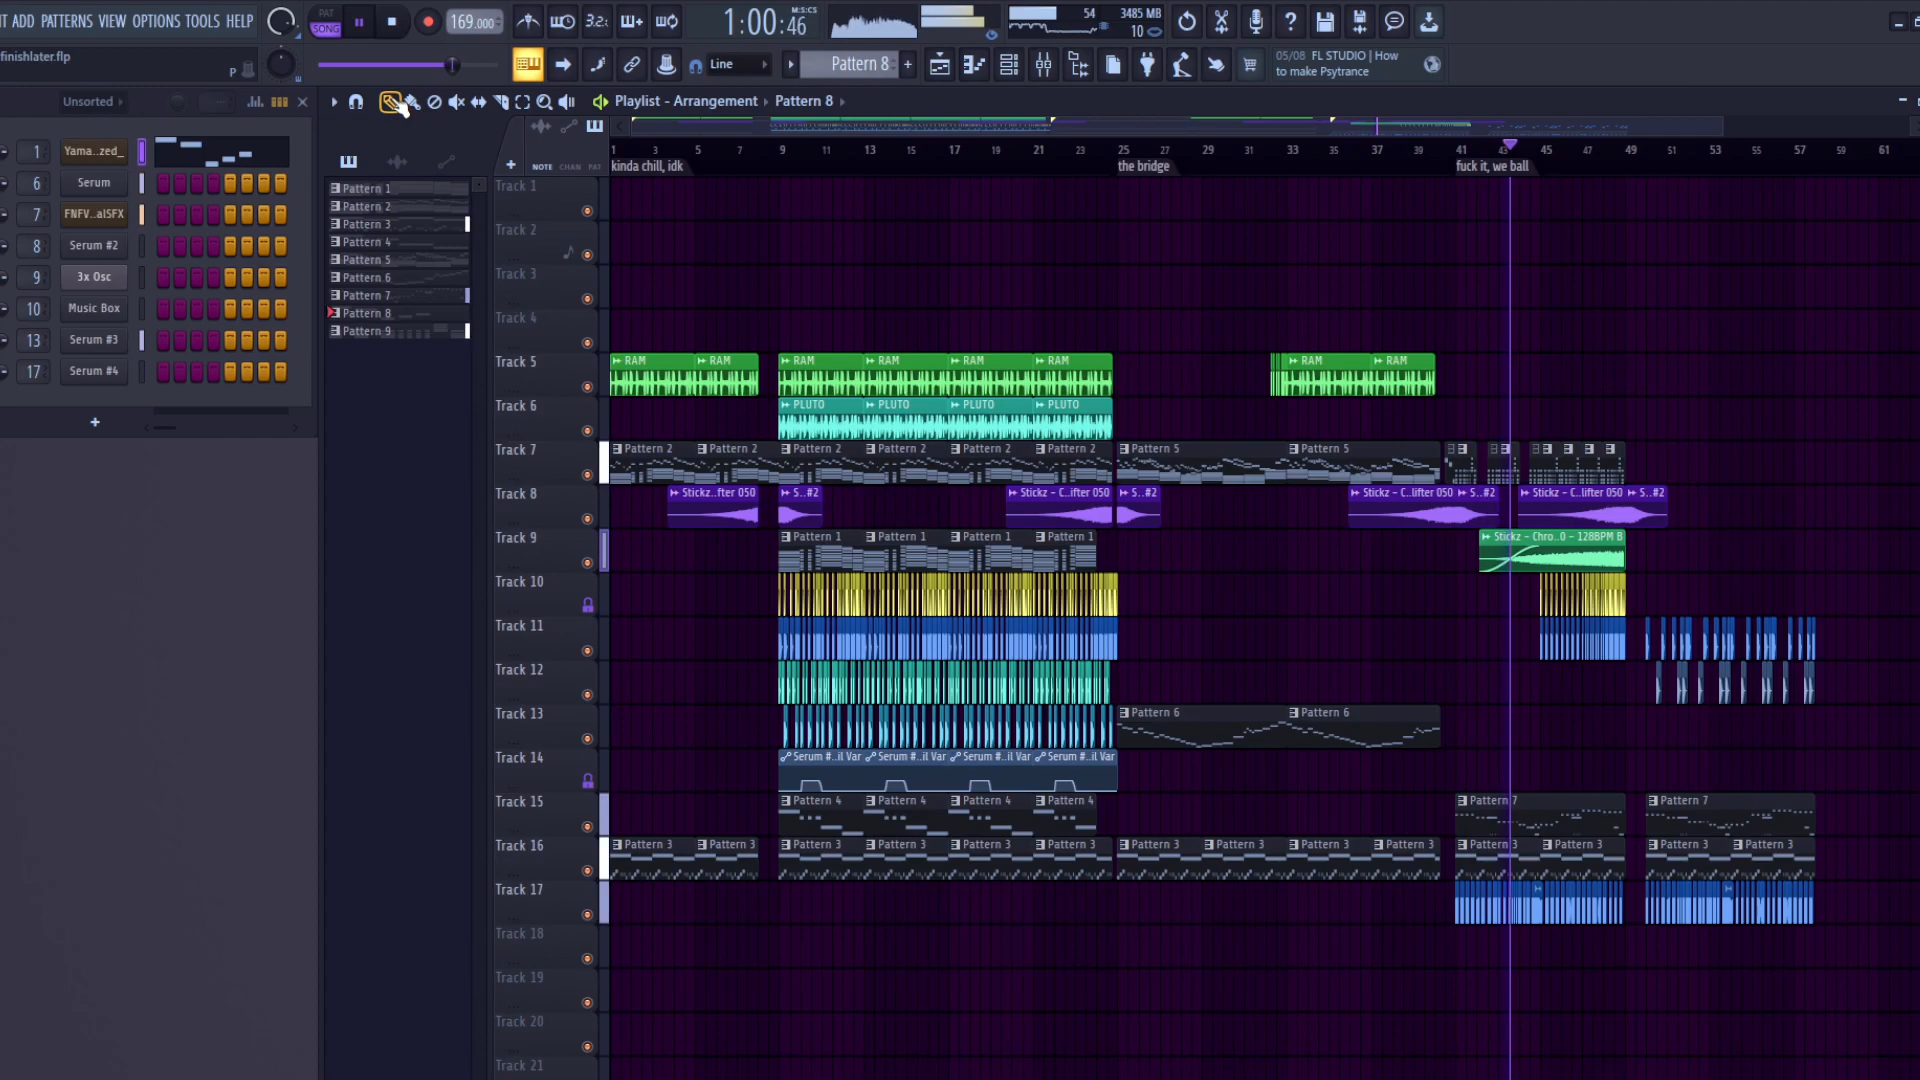 T ADD PATTERNS VIEW OPTIONS TOOLS HELP
PAT
SONG
169.000
3.2.
1:00:46
M:S:CS
54
3485 MB
10
finishlater.flp
P
Line
Pattern 8
05/08 FL STUDIO | How
to make Psytrance
Unsorted
Playlist - Arrangement
Pattern 8
NOTE CHAN PAT
1 3 5 7 9 11 13 15 17 19 21 23 25 27 29 31 33 35 37 39 41 43 45 47 49 51 53 55 57 59 61
kinda chill, idk
the bridge
fuck it, we ball
1 Yama..zed_
6 Serum
7 FNFV..alSFX
8 Serum #2
9 3x Osc
10 Music Box
13 Serum #3
17 Serum #4
Pattern 1
Pattern 2
Pattern 3
Pattern 4
Pattern 5
Pattern 6
Pattern 7
Pattern 8
Pattern 9
Track 1
Track 2
Track 3
Track 4
Track 5
RAM RAM RAM RAM RAM RAM RAM RAM
Track 6
PLUTO PLUTO PLUTO PLUTO
Track 7
Pattern 2 Pattern 2 Pattern 2 Pattern 2 Pattern 2 Pattern 2 Pattern 5 Pattern 5
Track 8
Stickz..fter 050 S..#2 Stickz - C..lifter 050 S..#2 Stickz - C..lifter 050 S..#2 Stickz - C..lifter 050 S..#2
Track 9
Pattern 1 Pattern 1 Pattern 1 Pattern 1 Stickz - Chro..0 - 128BPM B
Track 10
Track 11
Track 12
Track 13
Pattern 6 Pattern 6
Track 14
Serum #..il Var Serum #..il Var Serum #..il Var Serum #..il Var
Track 15
Pattern 4 Pattern 4 Pattern 4 Pattern 4 Pattern 7 Pattern 7
Track 16
Pattern 3 Pattern 3 Pattern 3 Pattern 3 Pattern 3 Pattern 3 Pattern 3 Pattern 3 Pattern 3 Pattern 3 Pattern 3 Pattern 3 Pattern 3 Pattern 3
Track 17
Track 18
Track 19
Track 20
Track 21